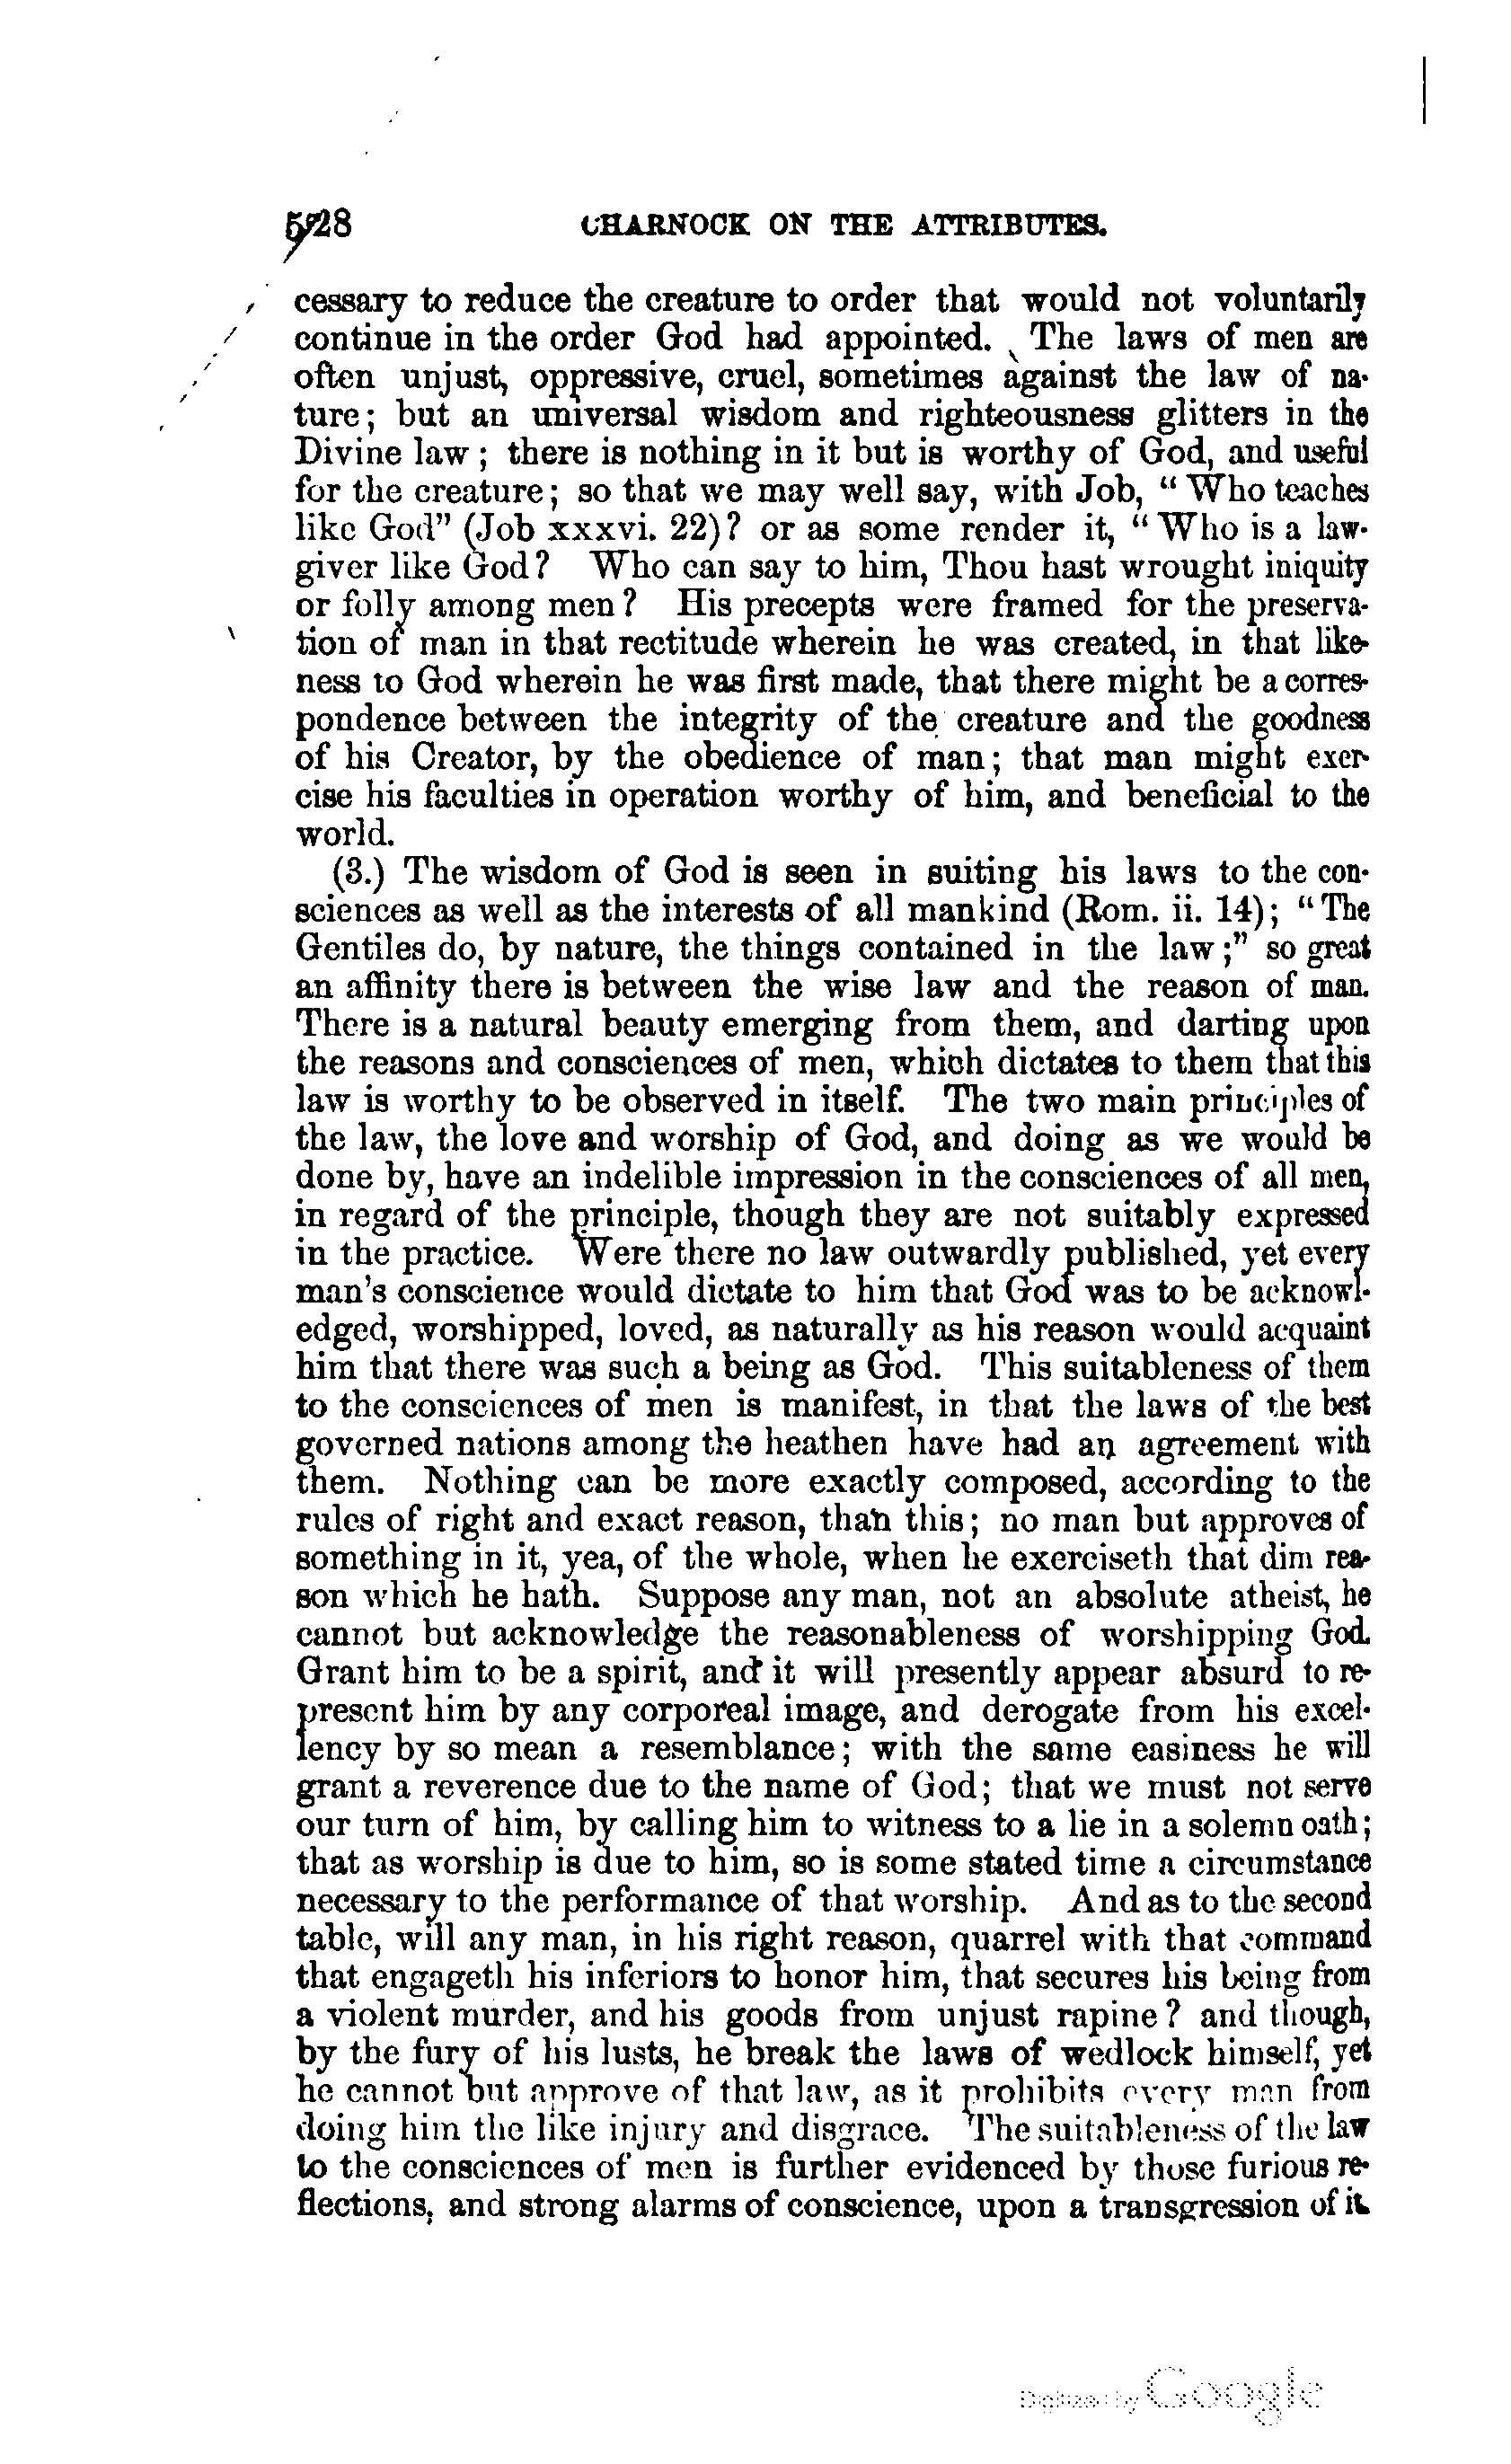 528 CHARNOCK ON THE ATTRIBUTES.
cessary to reduce the creature to order that would not voluntarily
continue in the order God had appointed. The laws of men are
often unjust, oppressive, cruel, sometimes against the law of na-
ture; but an universal wisdom and righteousness glitters in the
Divine law; there is nothing in it but is worthy of God, and useful
for the creature; so that we may well say, with Job, "Who teaches
like God" (Job xxxvi. 22)? or as some render it, "Who is a law-
giver like God? Who can say to him, Thou hast wrought iniquity
or folly among men? His precepts were framed for the preserva-
tion of man in that rectitude wherein he was created, in that like-
ness to God wherein he was first made, that there might be a corres-
pondence between the integrity of the creature and the goodness
of his Creator, by the obedience of man; that man might exer-
cise his faculties in operation worthy of him, and beneficial to the
world.
(3.) The wisdom of God is seen in suiting his laws to the con-
sciences as well as the interests of all mankind (Rom. ii. 14); "The
Gentiles do, by nature, the things contained in the law;" so great
an affinity there is between the wise law and the reason of man.
There is a natural beauty emerging from them, and darting upon
the reasons and consciences of men, which dictates to them that this
law is worthy to be observed in itself. The two main principles of
the law, the love and worship of God, and doing as we would be
done by, have an indelible impression in the consciences of all men,
in regard of the principle, though they are not suitably expressed
in the practice. Were there no law outwardly published, yet every
man's conscience would dictate to him that God was to be acknowl-
edged, worshipped, loved, as naturally as his reason would acquaint
him that there was such a being as God. This suitableness of them
to the consciences of men is manifest, in that the laws of the best
governed nations among the heathen have had an agreement with
them. Nothing can be more exactly composed, according to the
rules of right and exact reason, than this; no man but approves of
something in it, yea, of the whole, when he exerciseth that dim rea-
son which he hath. Suppose any man, not an absolute atheist, he
cannot but acknowledge the reasonableness of worshipping God.
Grant him to be a spirit, and it will presently appear absurd to re-
present him by any corporeal image, and derogate from his excel-
lency by so mean a resemblance; with the same easiness he will
grant a reverence due to the name of God; that we must not serve
our turn of him, by calling him to witness to a lie in a solemn oath;
that as worship is due to him, so is some stated time a circumstance
necessary to the performance of that worship. And as to the second
table, will any man, in his right reason, quarrel with that command
that engageth his inferiors to honor him, that secures his being from
a violent murder, and his goods from unjust rapine? and though,
by the fury of his lusts, he break the laws of wedlock himself, yet
he cannot but approve of that law, as it prohibits every man from
doing him the like injury and disgrace. The suitableness of the law
to the consciences of men is further evidenced by those furious re-
flections, and strong alarms of conscience, upon a transgression of it.
Digitized by Google